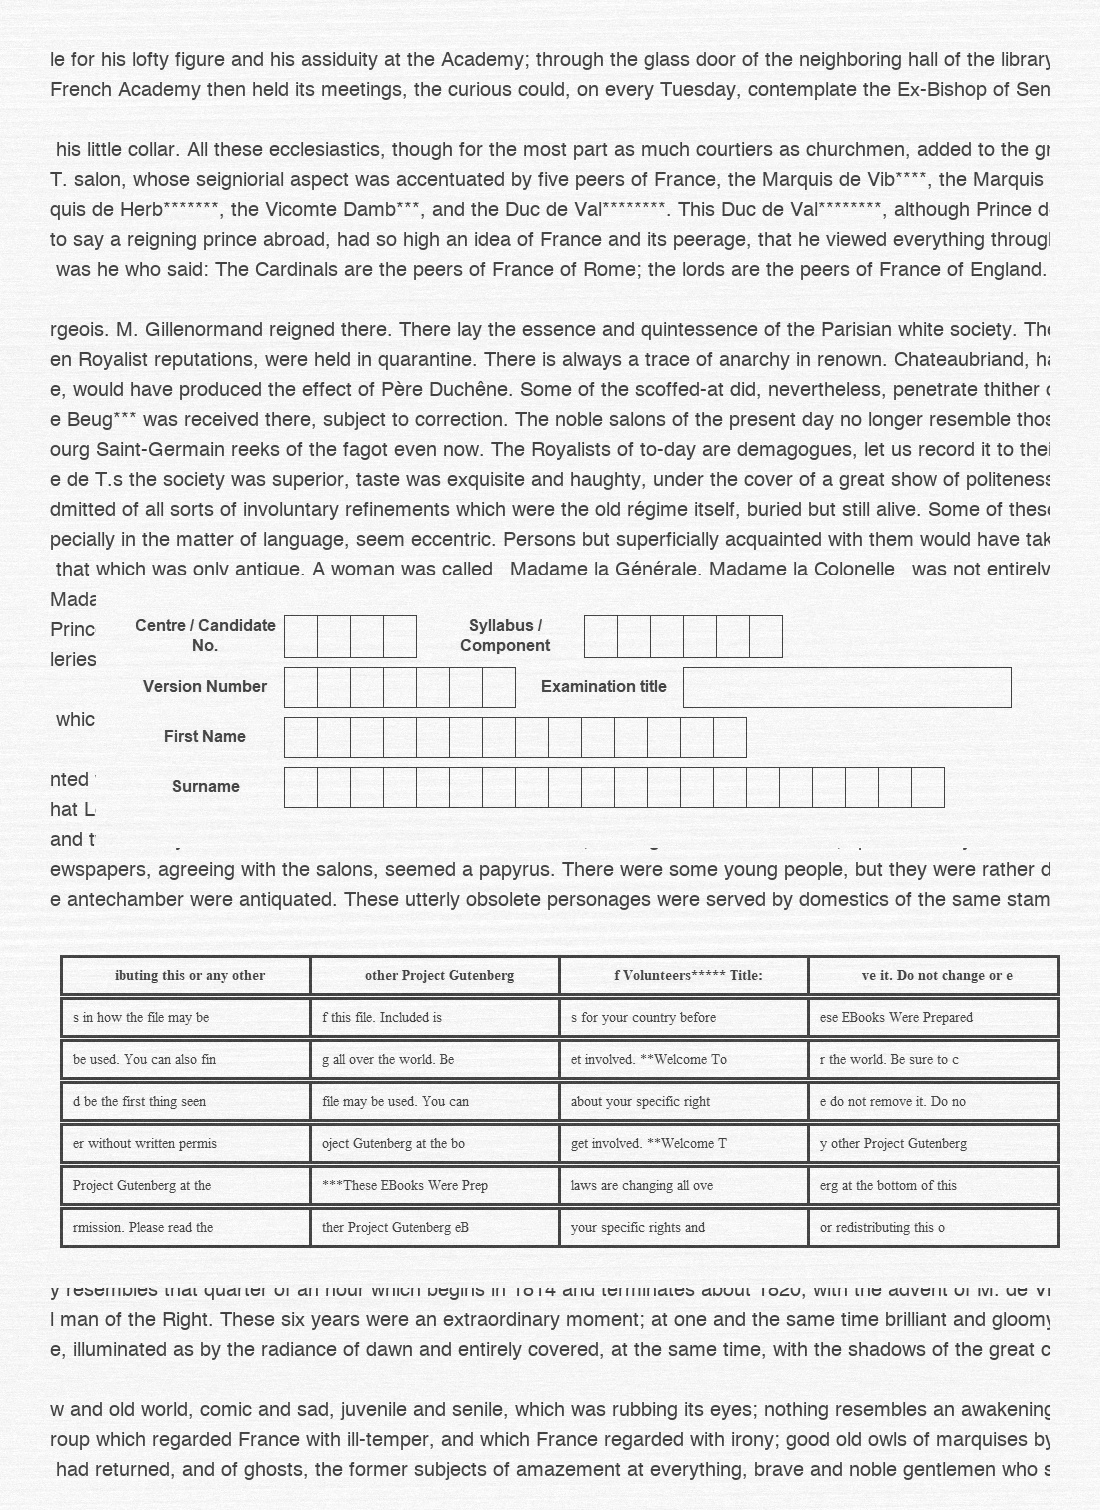 le for his lofty figure and his assiduity at the Academy; through the glass door of the neighboring hall of the library
French Academy then held its meetings, the curious could, on every Tuesday, contemplate the Ex-Bishop of Sen
his little collar. All these ecclesiastics, though for the most part as much courtiers as churchmen, added to the gr
T. salon, whose seigniorial aspect was accentuated by five peers of France, the Marquis de Vib****, the Marquis
quis de Herb*******, the Vicomte Damb***, and the Duc de Val********. This Duc de Val********, although Prince d
to say a reigning prince abroad, had so high an idea of France and its peerage, that he viewed everything throug
was he who said: The Cardinals are the peers of France of Rome; the lords are the peers of France of England.
rgeois. M. Gillenormand reigned there. There lay the essence and quintessence of the Parisian white society. The
en Royalist reputations, were held in quarantine. There is always a trace of anarchy in renown. Chateaubriand, ha
e, would have produced the effect of Père Duchêne. Some of the scoffed-at did, nevertheless, penetrate thither
e Beug*** was received there, subject to correction. The noble salons of the present day no longer resemble thos
ourg Saint-Germain reeks of the fagot even now. The Royalists of to-day are demagogues, let us record it to thei
e de T.s the society was superior, taste was exquisite and haughty, under the cover of a great show of politeness
dmitted of all sorts of involuntary refinements which were the old régime itself, buried but still alive. Some of these
pecially in the matter of language, seem eccentric. Persons but superficially acquainted with them would have tak
that which was only antique. A woman was called Madame la Générale. Madame la Colonelle was not entirely
Mada
Princ
leries
whic
nted
hat L
and t
Centre / Candidate No.
Syllabus / Component
Version Number
Examination title
First Name
Surname
ewspapers, agreeing with the salons, seemed a papyrus. There were some young people, but they were rather d
e antechamber were antiquated. These utterly obsolete personages were served by domestics of the same stam
ibuting this or any other | other Project Gutenberg | f Volunteers***** Title: | ve it. Do not change or e
s in how the file may be | f this file. Included is | s for your country before | ese EBooks Were Prepared
be used. You can also fin | g all over the world. Be | et involved. **Welcome To | r the world. Be sure to c
d be the first thing seen | file may be used. You can | about your specific right | e do not remove it. Do no
er without written permis | oject Gutenberg at the bo | get involved. **Welcome T | y other Project Gutenberg
Project Gutenberg at the | ***These EBooks Were Prep | laws are changing all ove | erg at the bottom of this
rmission. Please read the | ther Project Gutenberg eB | your specific rights and | or redistributing this o
y resembles that quarter of an hour which begins in 1814 and terminates about 1820, with the advent of M. de Vi
l man of the Right. These six years were an extraordinary moment; at one and the same time brilliant and gloomy
e, illuminated as by the radiance of dawn and entirely covered, at the same time, with the shadows of the great c
w and old world, comic and sad, juvenile and senile, which was rubbing its eyes; nothing resembles an awakening
roup which regarded France with ill-temper, and which France regarded with irony; good old owls of marquises by
had returned, and of ghosts, the former subjects of amazement at everything, brave and noble gentlemen who s